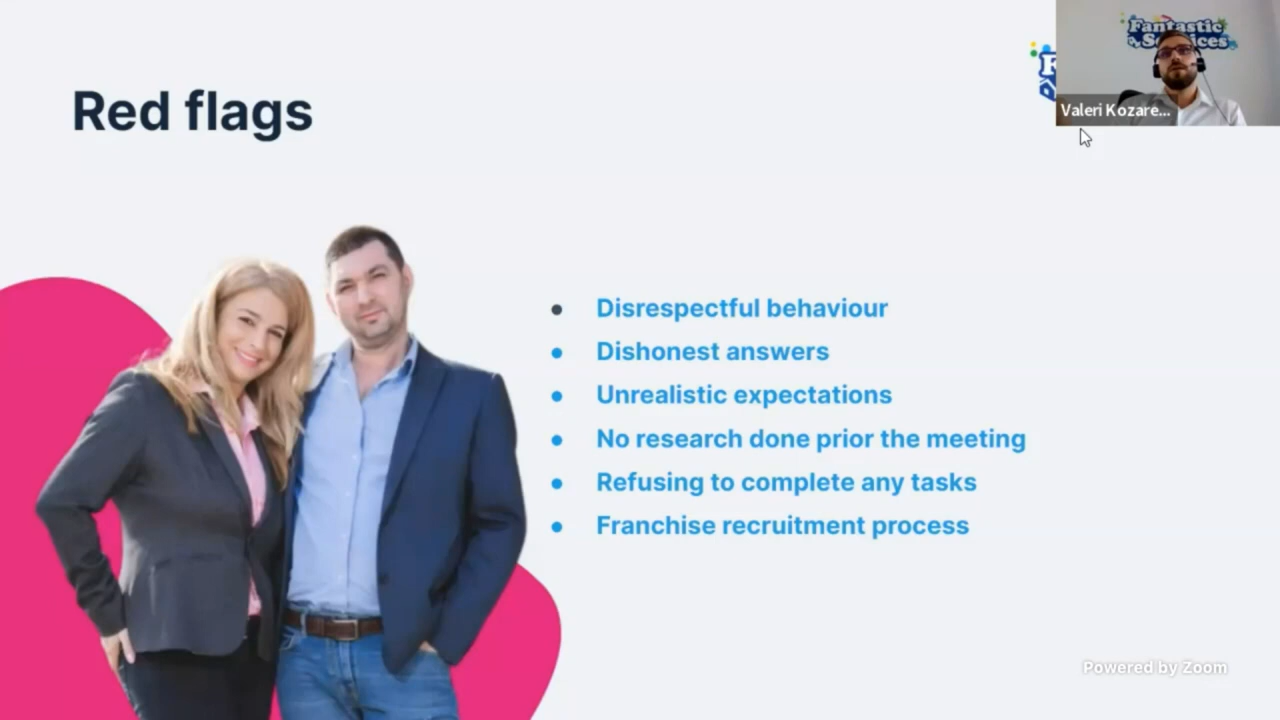 Red flags
Fantastic
Services
F
Valeri Kozare...
Disrespectful behaviour
Dishonest answers
Unrealistic expectations
No research done prior the meeting
Refusing to complete any tasks
Franchise recruitment process
Powered by Zoom